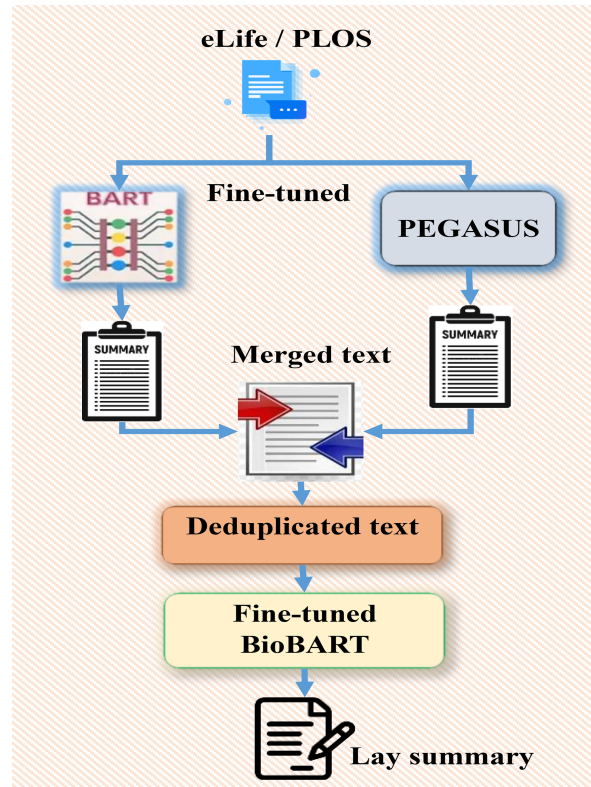 eLife / PLOS
Fine-tuned
BART
PEGASUS
SUMMARY
SUMMARY
Merged text
Deduplicated text
Fine-tuned
BioBART
Lay summary